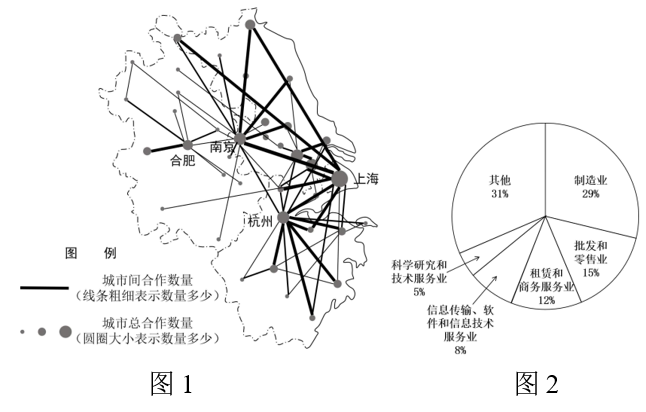 南京
合肥
上海
杭州
图 例
城市间合作数量
（线条粗细表示数量多少）
城市总合作数量
（圆圈大小表示数量多少）
图 1
其他
31%
制造业
29%
批发和
零售业
15%
租赁和
商务服务业
12%
信息传输、软
件和信息技术
服务业
8%
科学研究和
技术服务业
5%
图 2